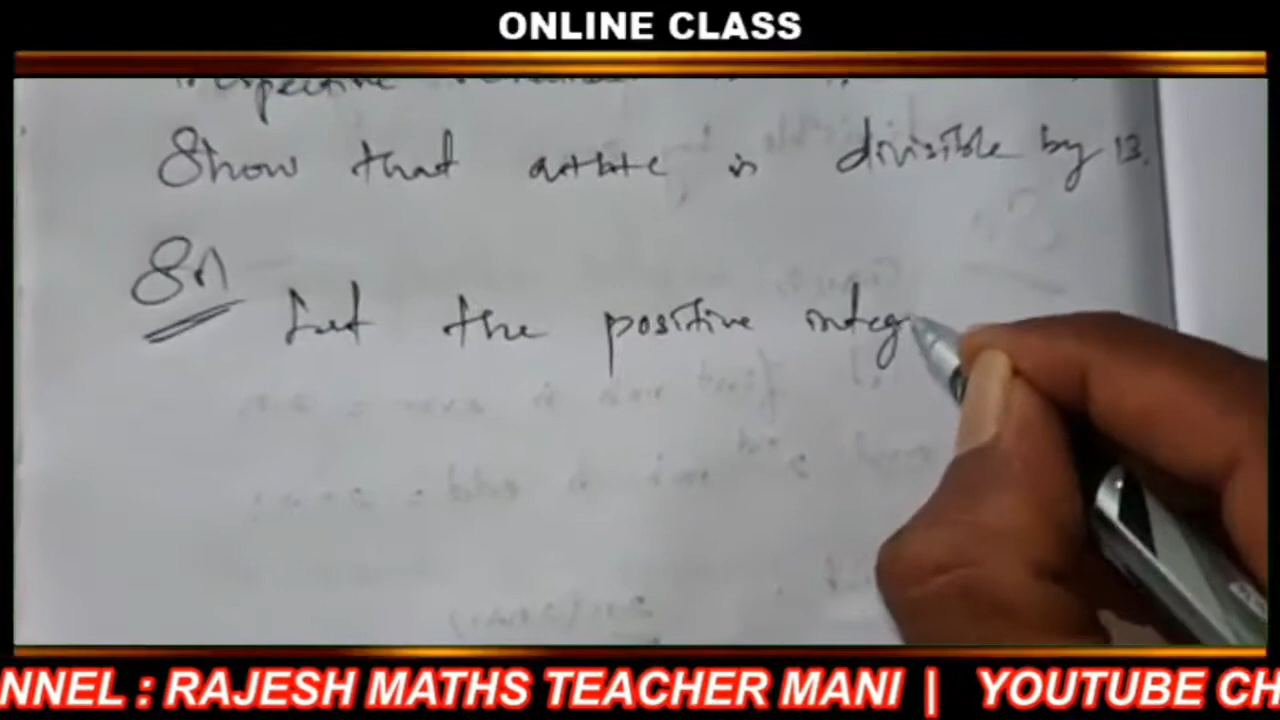 ONLINE CLASS
Show that a+b+c is divisible by 13.
Sol
Let the positive integ
NNEL : RAJESH MATHS TEACHER MANI | YOUTUBE CH